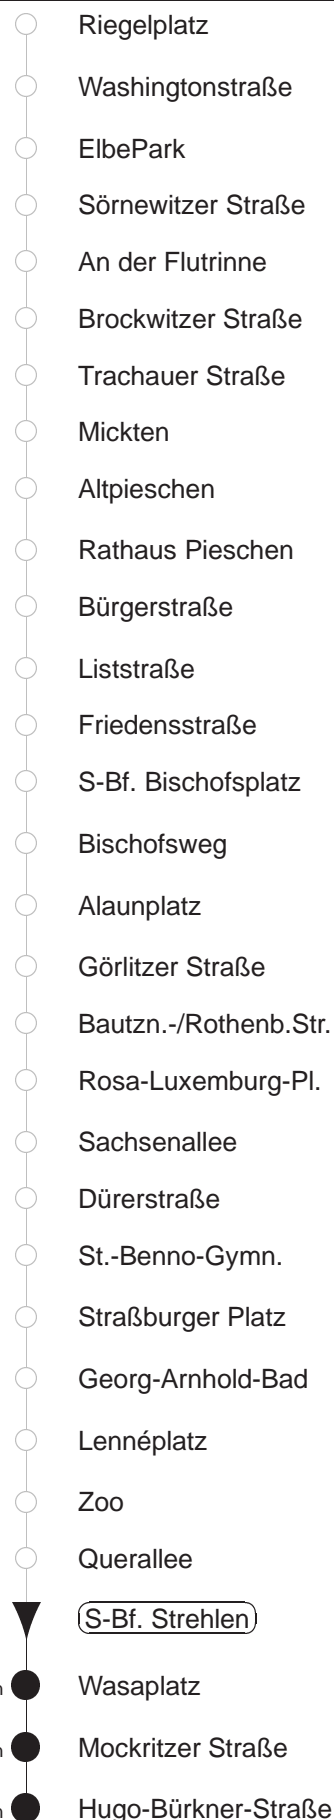 Riegelplatz
Washingtonstraße
ElbePark
Sörnewitzer Straße
An der Flutrinne
Brockwitzer Straße
Trachauer Straße
Mickten
Altpieschen
Rathaus Pieschen
Bürgerstraße
Liststraße
Friedensstraße
S-Bf. Bischofsplatz
Bischofsweg
Alaunplatz
Görlitzer Straße
Bautzn.-/Rothenb.Str.
Rosa-Luxemburg-Pl.
Sachsenallee
Dürerstraße
St.-Benno-Gymn.
Straßburger Platz
Georg-Arnhold-Bad
Lennéplatz
Zoo
Querallee
S-Bf. Strehlen
Wasaplatz
Mockritzer Straße
Hugo-Bürkner-Straße